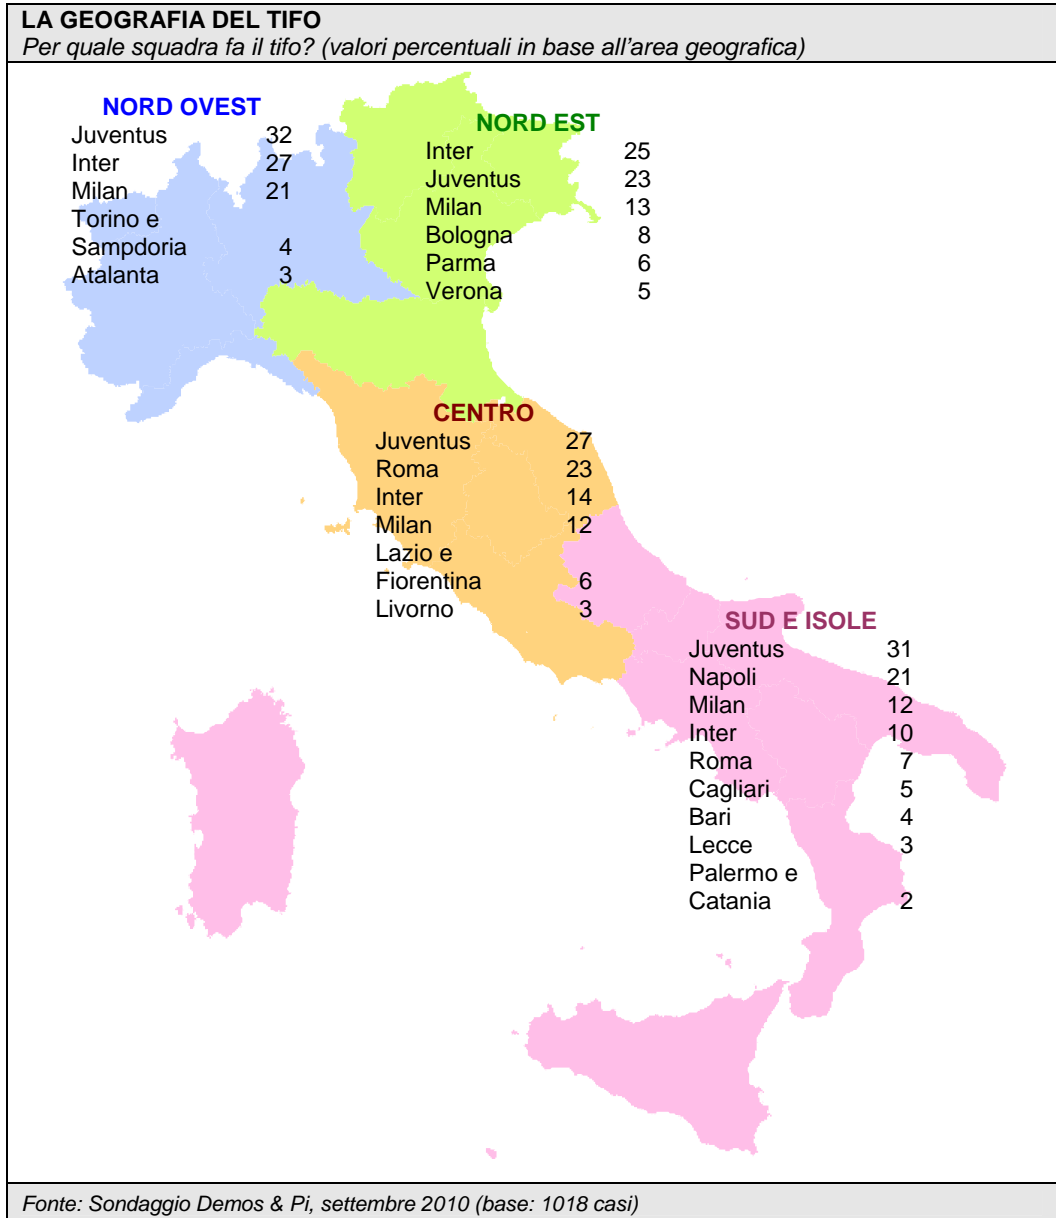 LA GEOGRAFIA DEL TIFO
Per quale squadra fa il tifo? (valori percentuali in base all'area geografica)
NORD OVEST
Juventus 32
Inter 27
Milan 21
Torino e
Sampdoria 4
Atalanta 3
NORD EST
Inter 25
Juventus 23
Milan 13
Bologna 8
Parma 6
Verona 5
CENTRO
Juventus 27
Roma 23
Inter 14
Milan 12
Lazio e
Fiorentina 6
Livorno 3
SUD E ISOLE
Juventus 31
Napoli 21
Milan 12
Inter 10
Roma 7
Cagliari 5
Bari 4
Lecce 3
Palermo e
Catania 2
Fonte: Sondaggio Demos & Pi, settembre 2010 (base: 1018 casi)